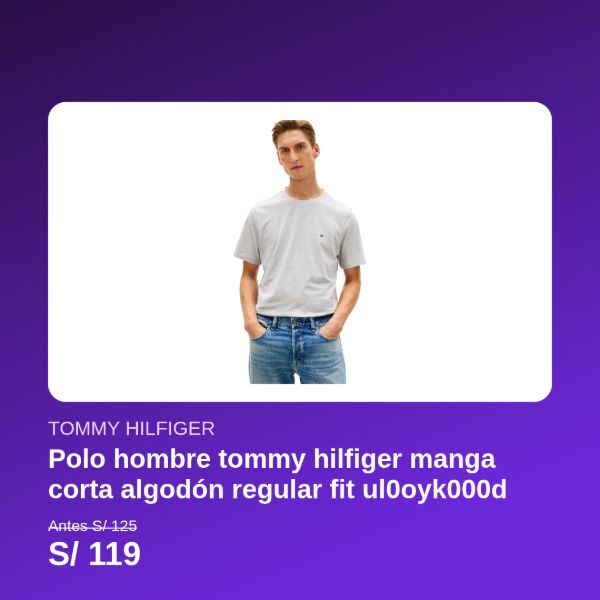 TOMMY HILFIGER
Polo hombre tommy hilfiger manga
corta algodón regular fit ul0oyk000d
Antes S/ 125
S/ 119